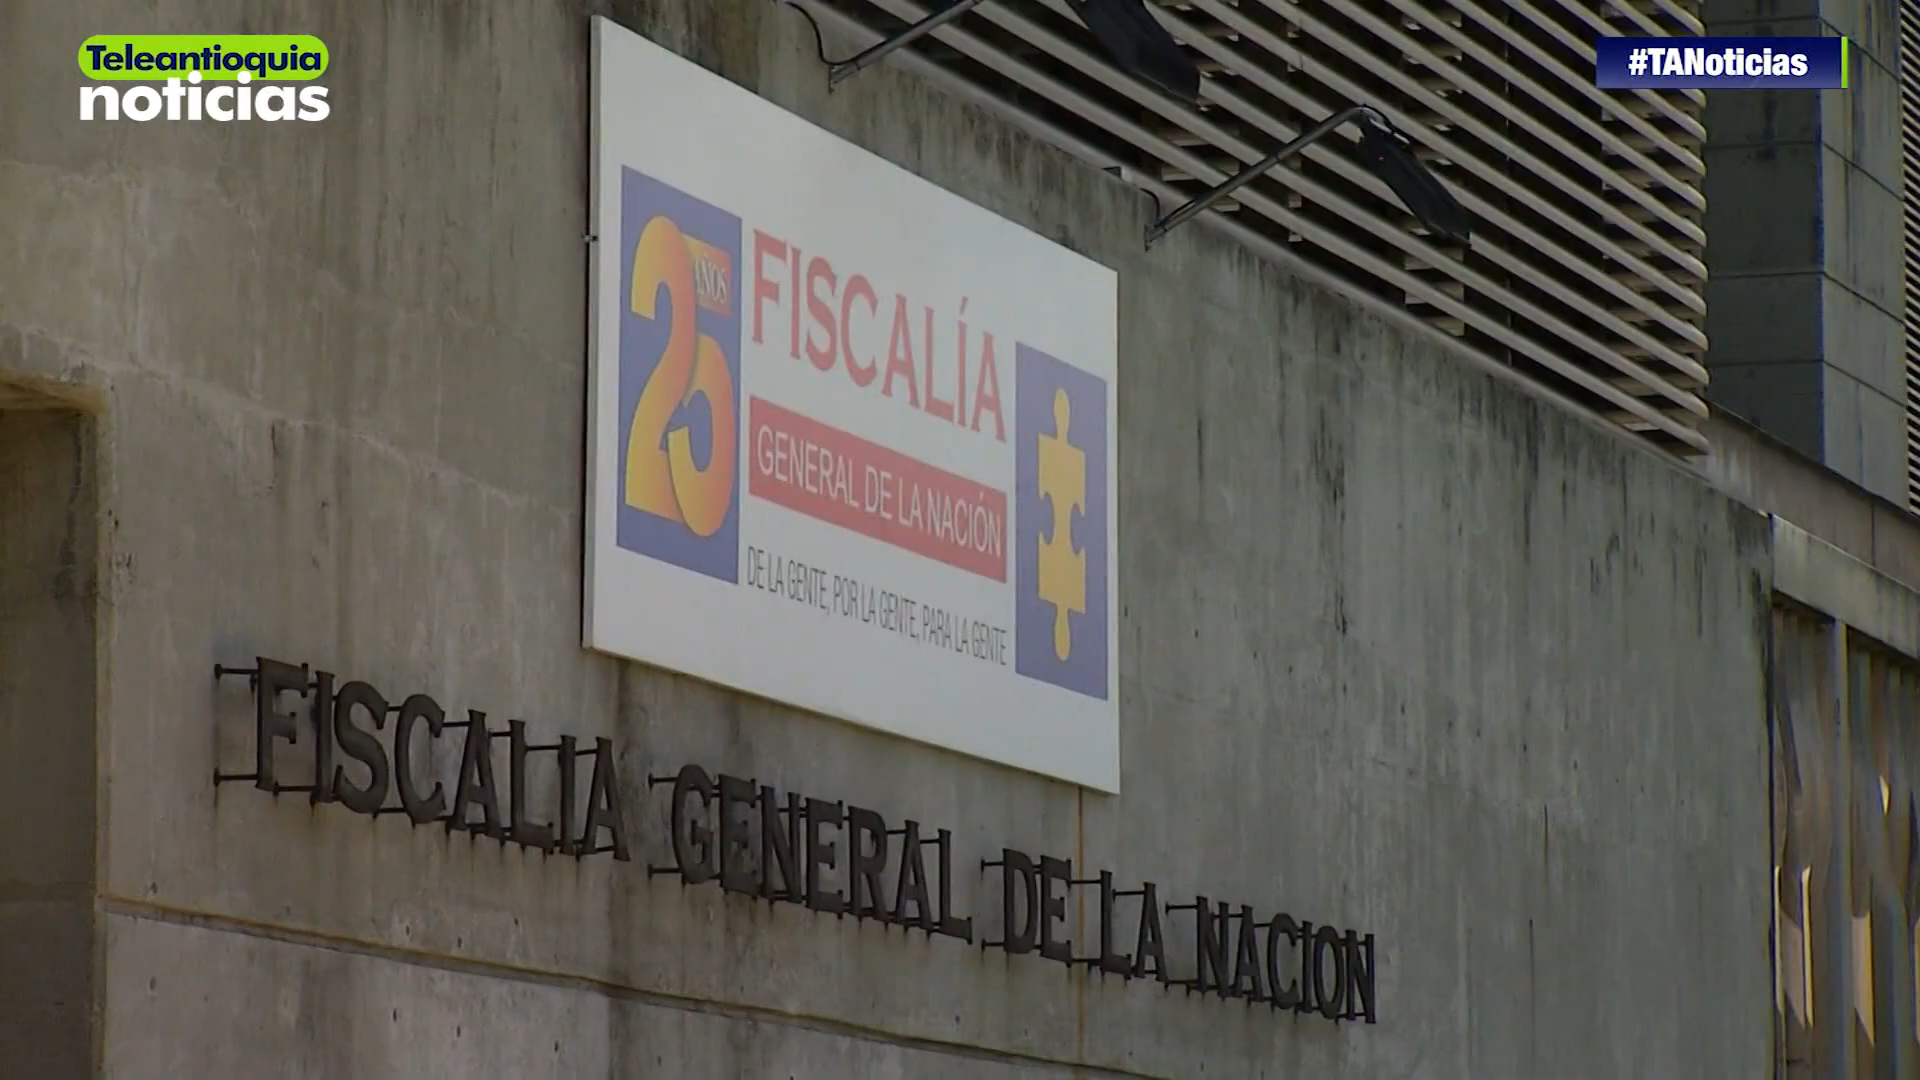 Teleantioquia
noticias
#TANoticias
25 AÑOS
FISCALÍA
GENERAL DE LA NACIÓN
DE LA GENTE, POR LA GENTE, PARA LA GENTE
FISCALIA GENERAL DE LA NACION